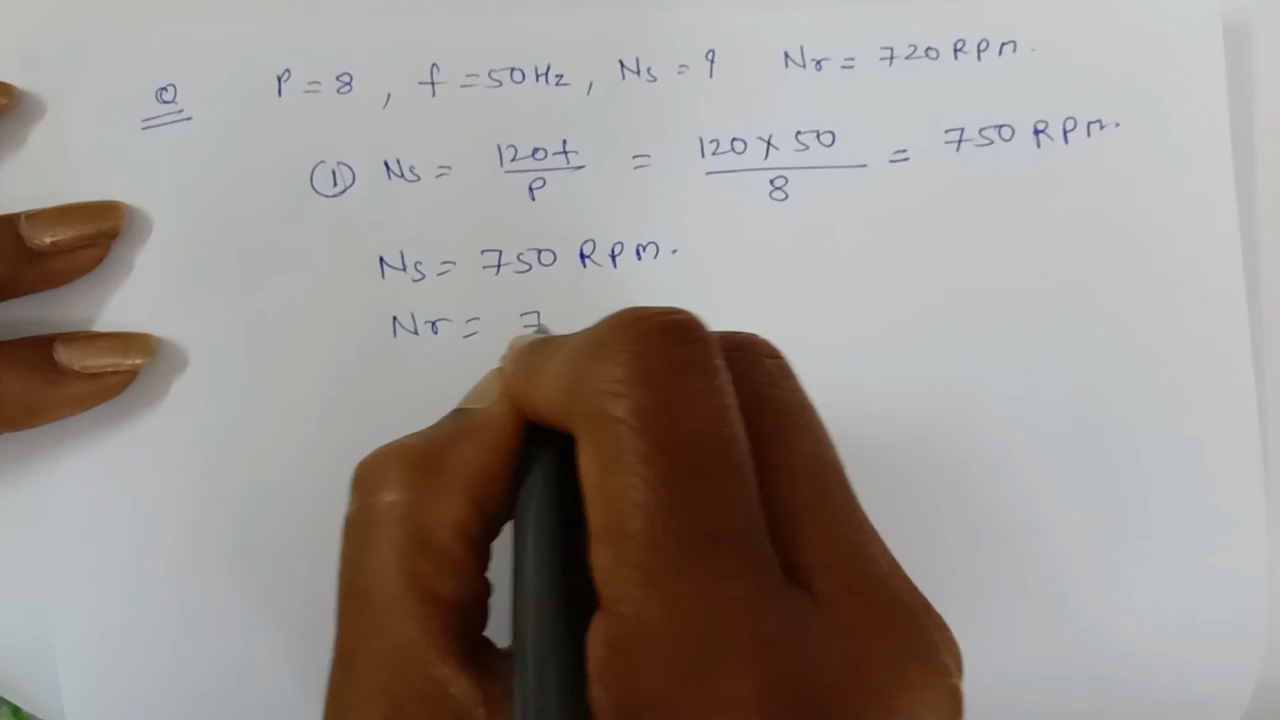 Q P = 8 , f = 50 Hz , Ns = ? Nr = 720 RPM.
① Ns = 120f / P = 120 × 50 / 8 = 750 RPM.
Ns = 750 RPM.
Nr = 7